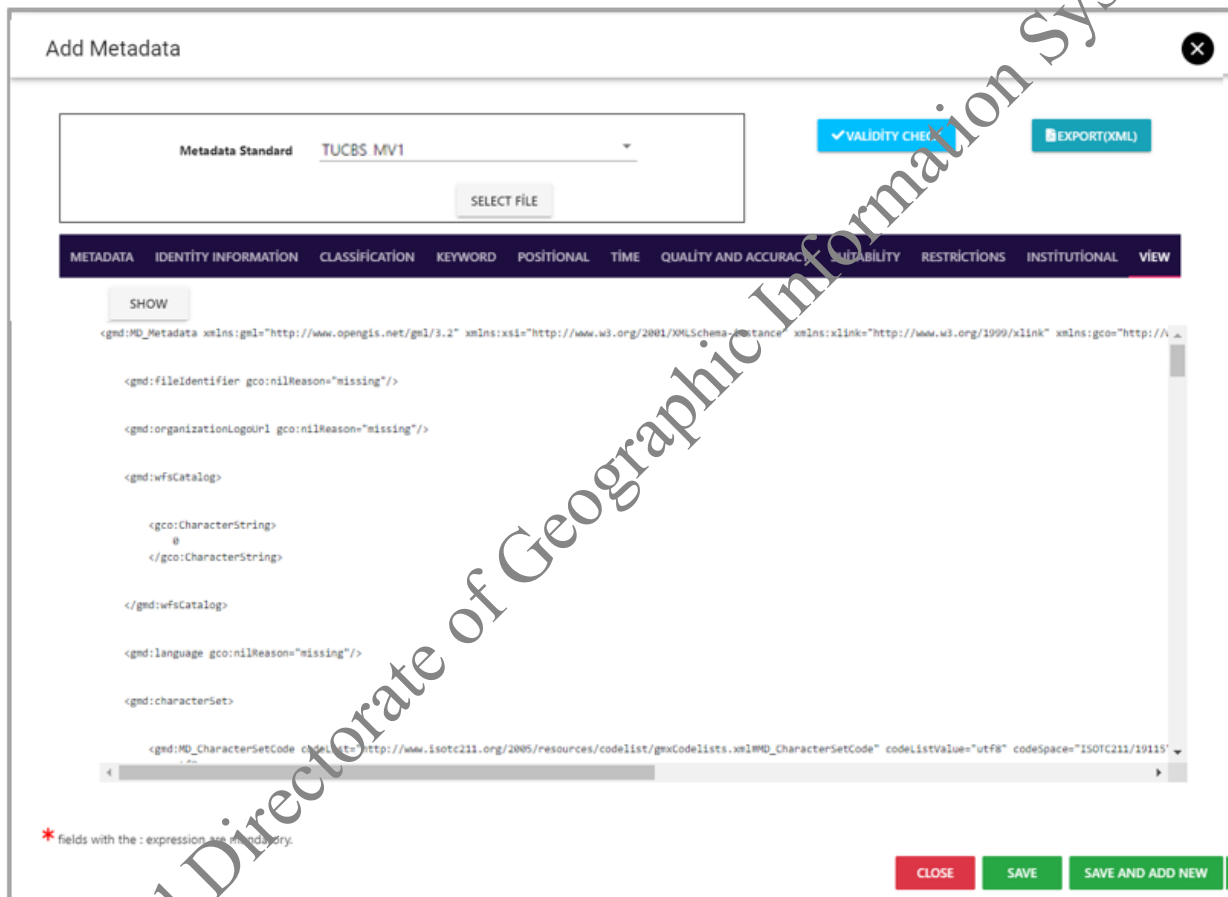 Add Metadata
Metadata Standard TUCBS MV1
VALİDİTY CHECK
EXPORT(XML)
SELECT FİLE
METADATA IDENTİTY INFORMATİON CLASSİFİCATİON KEYWORD POSİTİONAL TİME QUALİTY AND ACCURACY SUİTABİLİTY RESTRİCTİONS INSTİTUTİONAL VİEW
SHOW
<gmd:MD_Metadata xmlns:gml="http://www.opengis.net/gml/3.2" xmlns:xsi="http://www.w3.org/2001/XMLSchema-instance" xmlns:xlink="http://www.w3.org/1999/xlink" xmlns:gco="http://
<gmd:fileIdentifier gco:nilReason="missing"/>
<gmd:organizationLogoUrl gco:nilReason="missing"/>
<gmd:wfsCatalog>
<gco:CharacterString>
0
</gco:CharacterString>
</gmd:wfsCatalog>
<gmd:language gco:nilReason="missing"/>
<gmd:characterSet>
<gmd:MD_CharacterSetCode codeList="http://www.isotc211.org/2005/resources/codelist/gmxCodelists.xml#MD_CharacterSetCode" codeListValue="utf8" codeSpace="ISOTC211/19115"
* fields with the : expression are mandatory.
CLOSE SAVE SAVE AND ADD NEW
Directorate of Geographic Information Sys